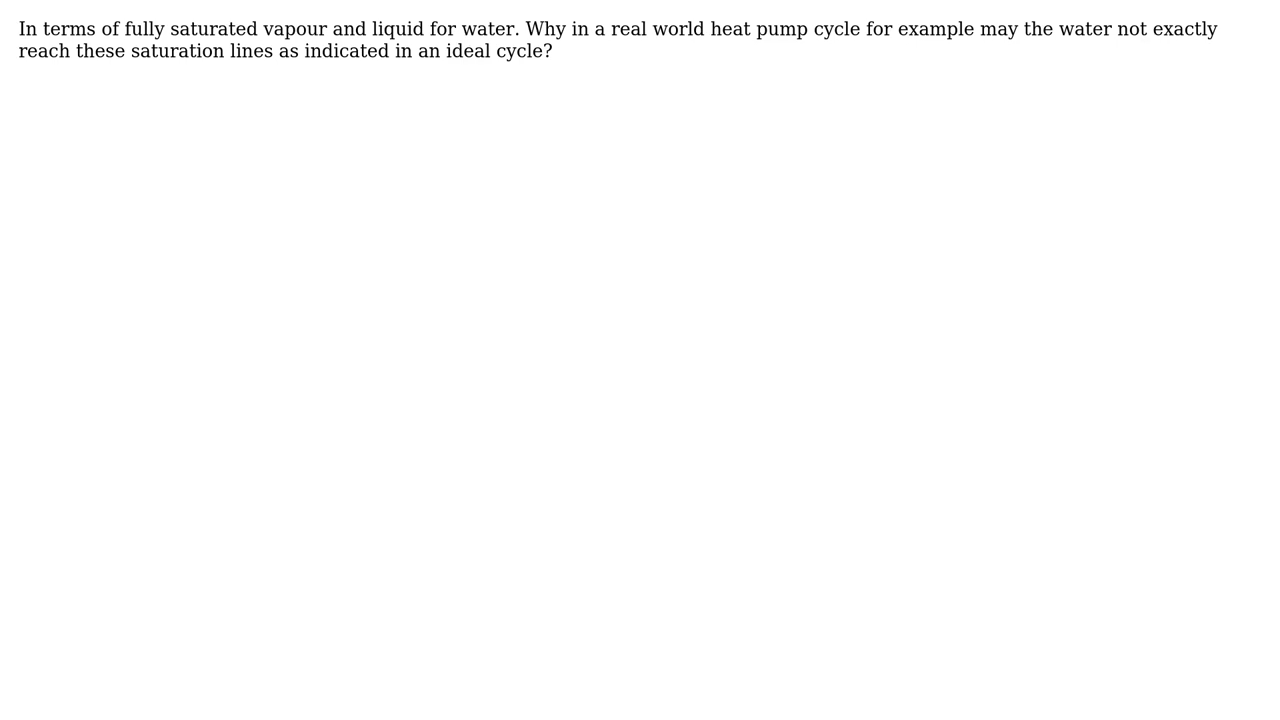 In terms of fully saturated vapour and liquid for water. Why in a real world heat pump cycle for example may the water not exactly
reach these saturation lines as indicated in an ideal cycle?